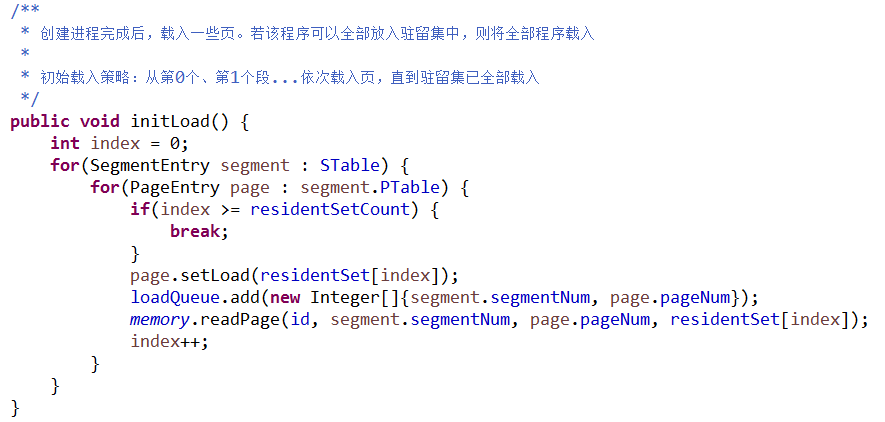 /**
 * 创建进程完成后，载入一些页。若该程序可以全部放入驻留集中，则将全部程序载入
 *
 * 初始载入策略：从第0个、第1个段...依次载入页，直到驻留集已全部载入
 */
public void initLoad() {
    int index = 0;
    for(SegmentEntry segment : STable) {
        for(PageEntry page : segment.PTable) {
            if(index >= residentSetCount) {
                break;
            }
            page.setLoad(residentSet[index]);
            loadQueue.add(new Integer[]{segment.segmentNum, page.pageNum});
            memory.readPage(id, segment.segmentNum, page.pageNum, residentSet[index]);
            index++;
        }
    }
}